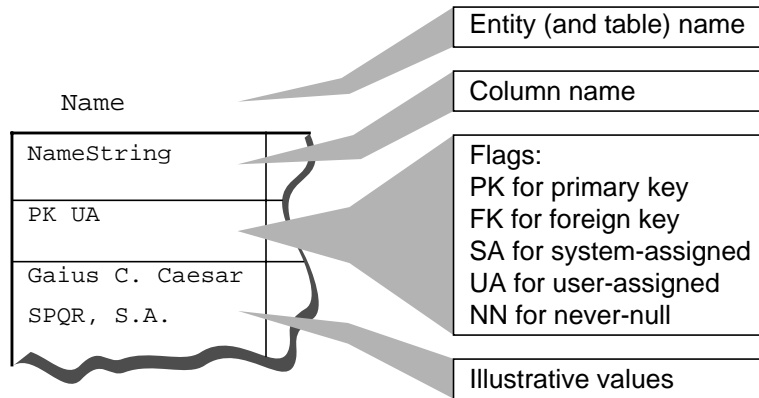 Entity (and table) name
Name
Column name
NameString
Flags:
PK for primary key
FK for foreign key
SA for system-assigned
UA for user-assigned
NN for never-null
PK UA
Gaius C. Caesar
SPQR, S.A.
Illustrative values